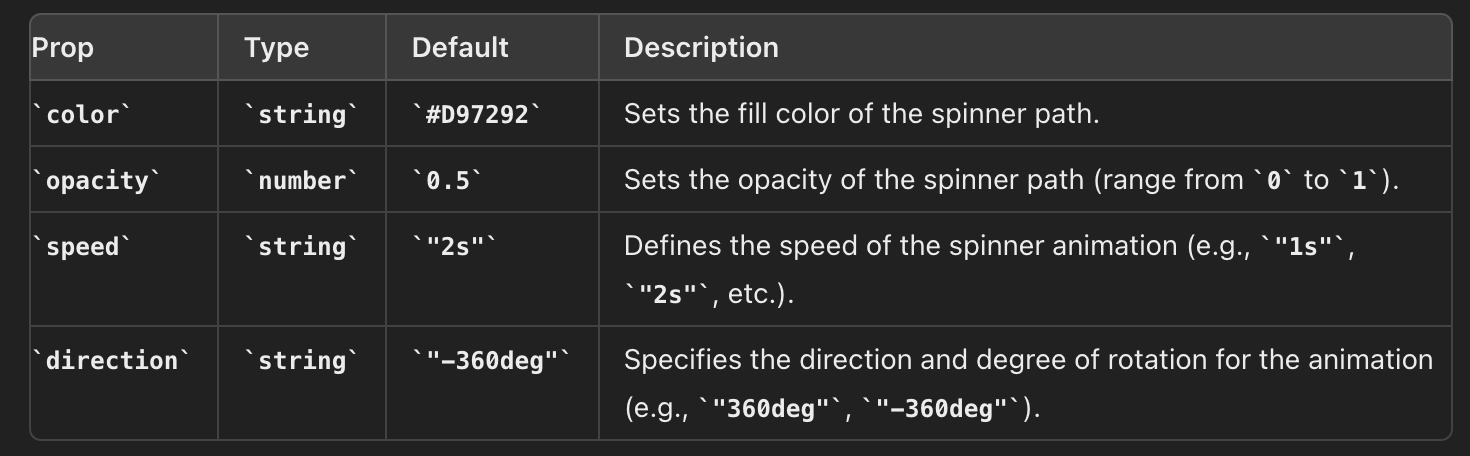 Prop Type Default Description
`color` `string` `#D97292` Sets the fill color of the spinner path.
`opacity` `number` `0.5` Sets the opacity of the spinner path (range from `0` to `1`).
`speed` `string` `"2s"` Defines the speed of the spinner animation (e.g., `"1s"`,
`"2s"`, etc.).
`direction` `string` `"-360deg"` Specifies the direction and degree of rotation for the animation
(e.g., `"360deg"`, `"-360deg"`).